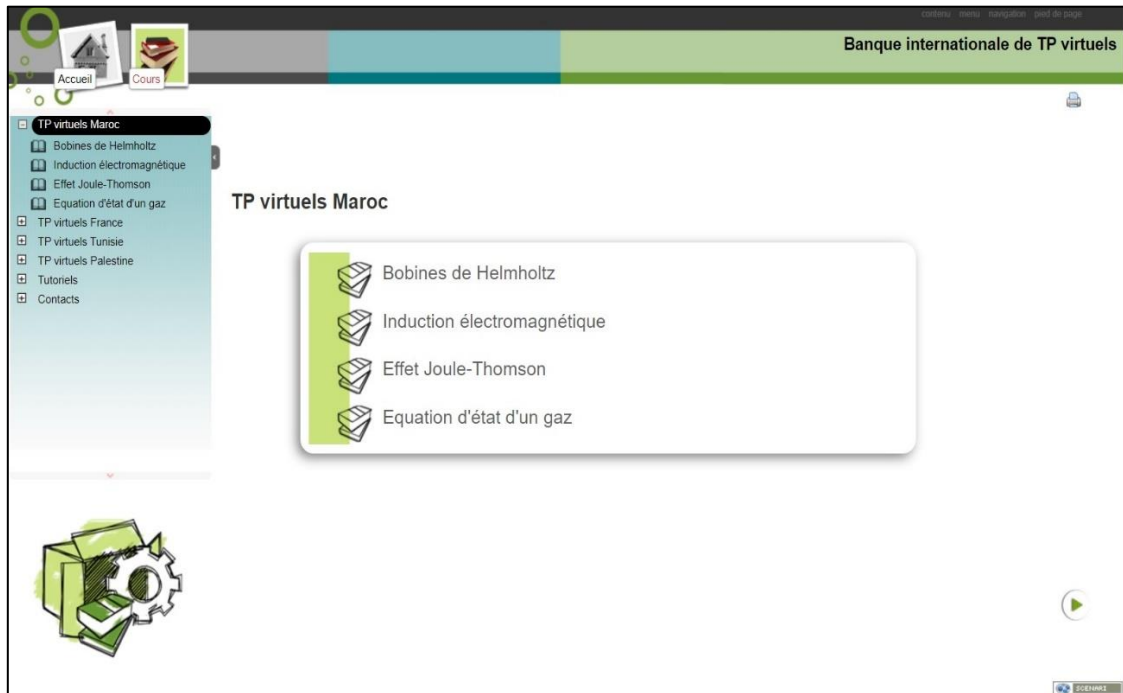 contenu menu navigation pied de page
Banque internationale de TP virtuels
Accueil
Cours
TP virtuels Maroc
Bobines de Helmholtz
Induction électromagnétique
Effet Joule-Thomson
Equation d'état d'un gaz
TP virtuels France
TP virtuels Tunisie
TP virtuels Palestine
Tutoriels
Contacts
TP virtuels Maroc
Bobines de Helmholtz
Induction électromagnétique
Effet Joule-Thomson
Equation d'état d'un gaz
SCENARI